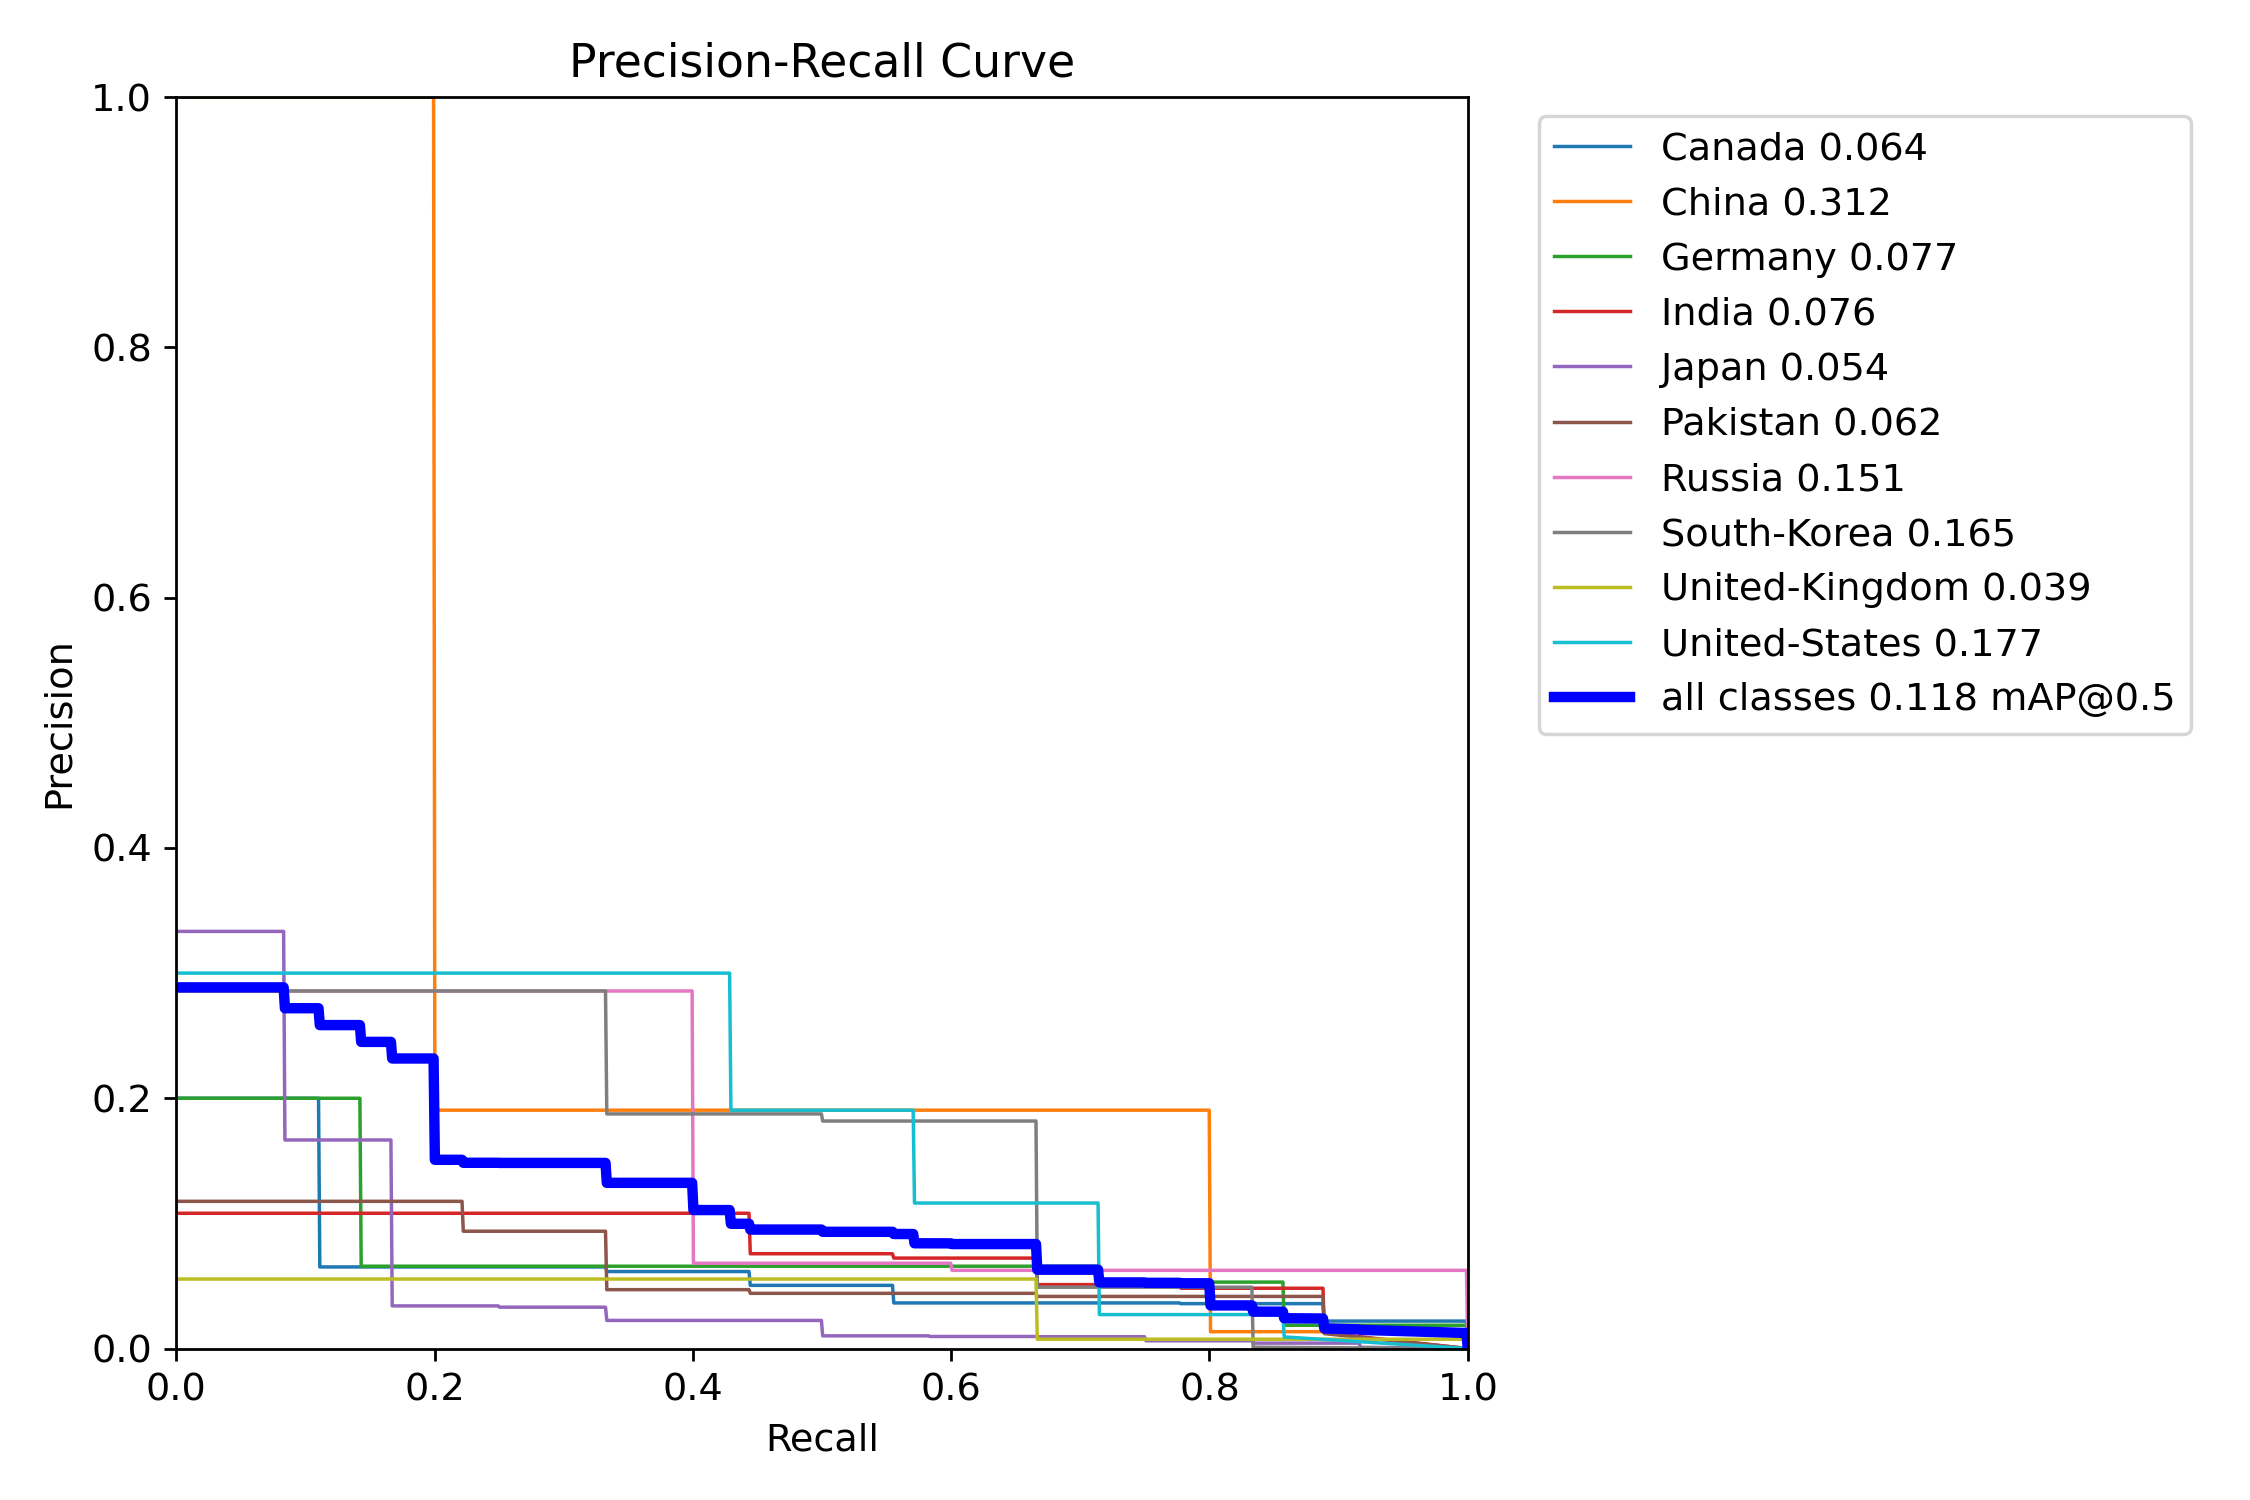 Precision-Recall Curve
1.0
0.8
0.6
0.4
0.2
0.0
Precision
0.0 0.2 0.4 0.6 0.8 1.0
Recall
Canada 0.064
China 0.312
Germany 0.077
India 0.076
Japan 0.054
Pakistan 0.062
Russia 0.151
South-Korea 0.165
United-Kingdom 0.039
United-States 0.177
all classes 0.118 mAP@0.5